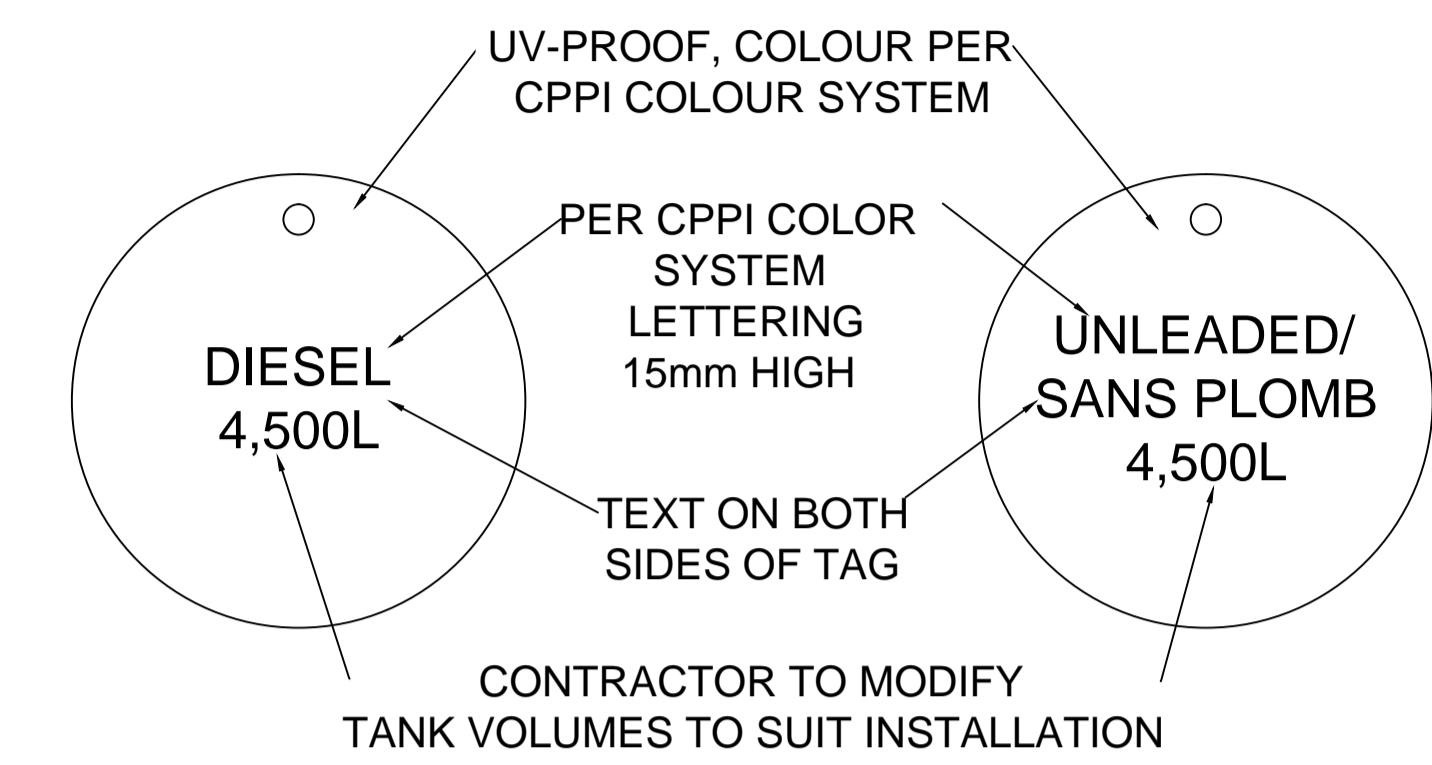 UV-PROOF, COLOUR PER
CPPI COLOUR SYSTEM
PER CPPI COLOR
SYSTEM
LETTERING
15mm HIGH
DIESEL
4,500L
UNLEADED/
SANS PLOMB
4,500L
TEXT ON BOTH
SIDES OF TAG
CONTRACTOR TO MODIFY
TANK VOLUMES TO SUIT INSTALLATION